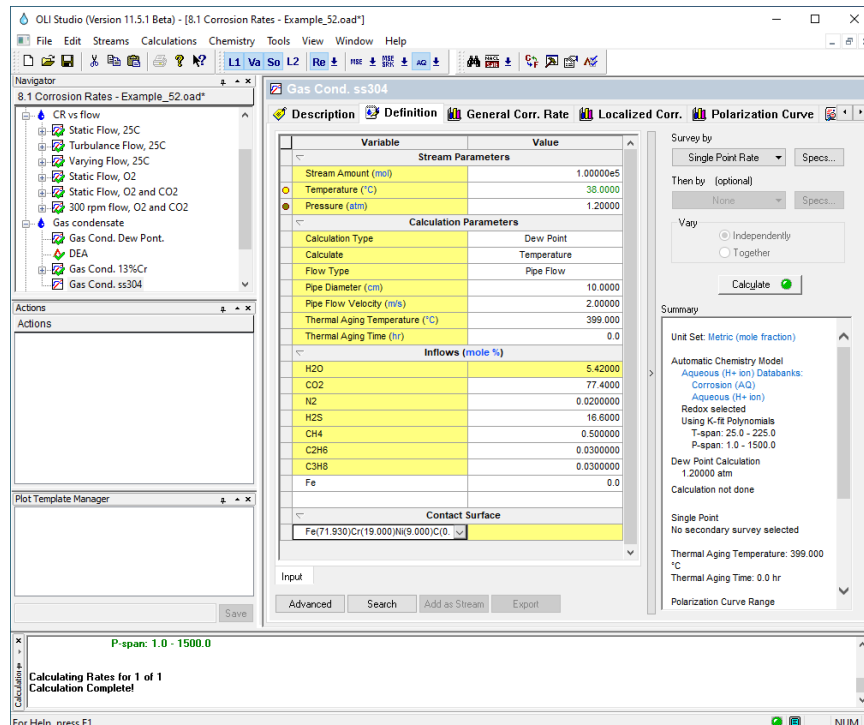 OLI Studio (Version 11.5.1 Beta) - [8.1 Corrosion Rates - Example_52.oad*]
File Edit Streams Calculations Chemistry Tools View Window Help
L1 Va So L2 Re MSE MSE SRK AQ
Navigator
8.1 Corrosion Rates - Example_52.oad*
CR vs flow
Static Flow, 25C
Turbulance Flow, 25C
Varying Flow, 25C
Static Flow, O2
Static Flow, O2 and CO2
300 rpm flow, O2 and CO2
Gas condensate
Gas Cond. Dew Pont.
DEA
Gas Cond. 13%Cr
Gas Cond. ss304
Actions
Actions
Plot Template Manager
Save
Gas Cond. ss304
Description Definition General Corr. Rate Localized Corr. Polarization Curve
Variable Value
Stream Parameters
Stream Amount (mol) 1.00000e5
Temperature (°C) 38.0000
Pressure (atm) 1.20000
Calculation Parameters
Calculation Type Dew Point
Calculate Temperature
Flow Type Pipe Flow
Pipe Diameter (cm) 10.0000
Pipe Flow Velocity (m/s) 2.00000
Thermal Aging Temperature (°C) 399.000
Thermal Aging Time (hr) 0.0
Inflows (mole %)
H2O 5.42000
CO2 77.4000
N2 0.0200000
H2S 16.6000
CH4 0.500000
C2H6 0.0300000
C3H8 0.0300000
Fe 0.0
Contact Surface
Fe(71.930)Cr(19.000)Ni(9.000)C(0.
Input
Advanced Search Add as Stream Export
Survey by
Single Point Rate Specs...
Then by (optional)
None Specs...
Vary
Independently
Together
Calculate
Summary
Unit Set: Metric (mole fraction)
Automatic Chemistry Model
Aqueous (H+ ion) Databanks:
Corrosion (AQ)
Aqueous (H+ ion)
Redox selected
Using K-fit Polynomials
T-span: 25.0 - 225.0
P-span: 1.0 - 1500.0
Dew Point Calculation
1.20000 atm
Calculation not done
Single Point
No secondary survey selected
Thermal Aging Temperature: 399.000
°C
Thermal Aging Time: 0.0 hr
Polarization Curve Range
P-span: 1.0 - 1500.0
Calculating Rates for 1 of 1
Calculation Complete!
For Help, press F1
NUM